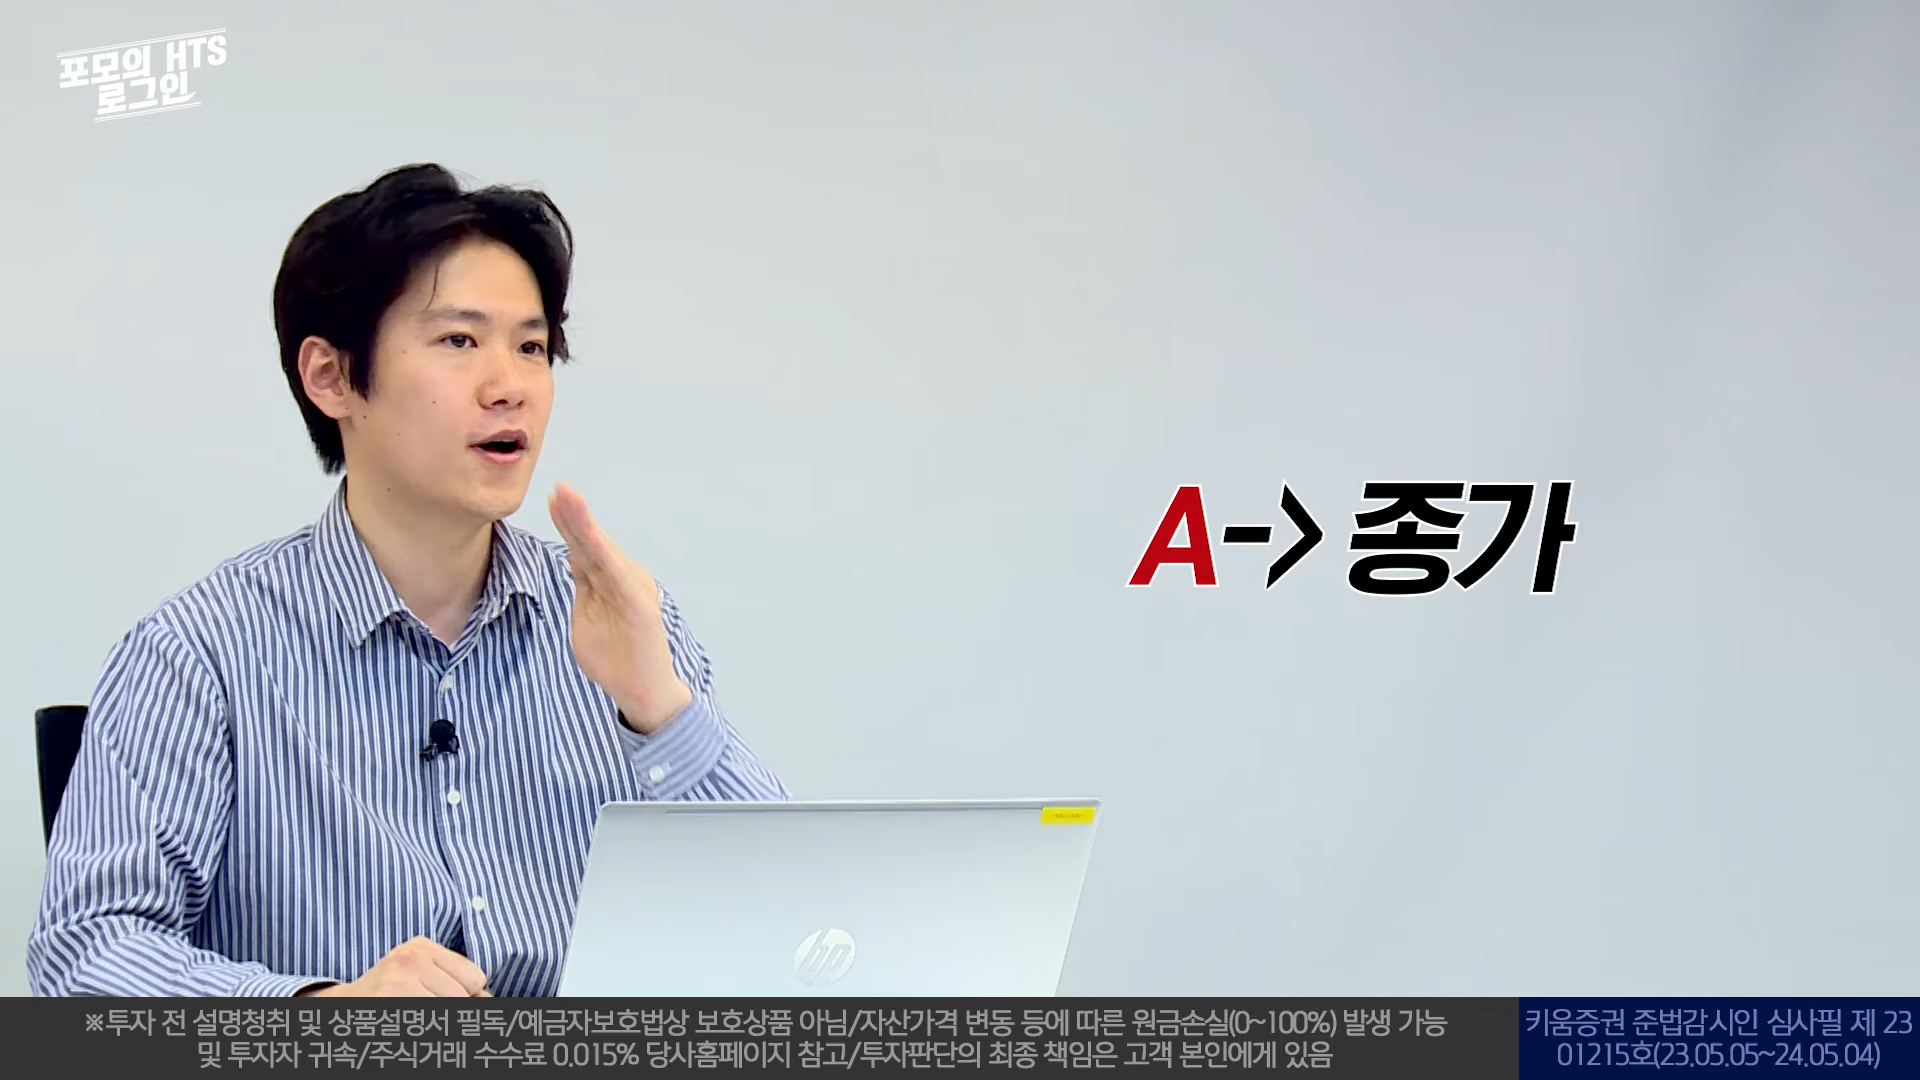 포모의 HTS
로그인
A->종가
hp
※투자 전 설명청취 및 상품설명서 필독/예금자보호법상 보호상품 아님/자산가격 변동 등에 따른 원금손실(0~100%) 발생 가능
및 투자자 귀속/주식거래 수수료 0.015% 당사홈페이지 참고/투자판단의 최종 책임은 고객 본인에게 있음
키움증권 준법감시인 심사필 제 23
01215호(23.05.05~24.05.04)